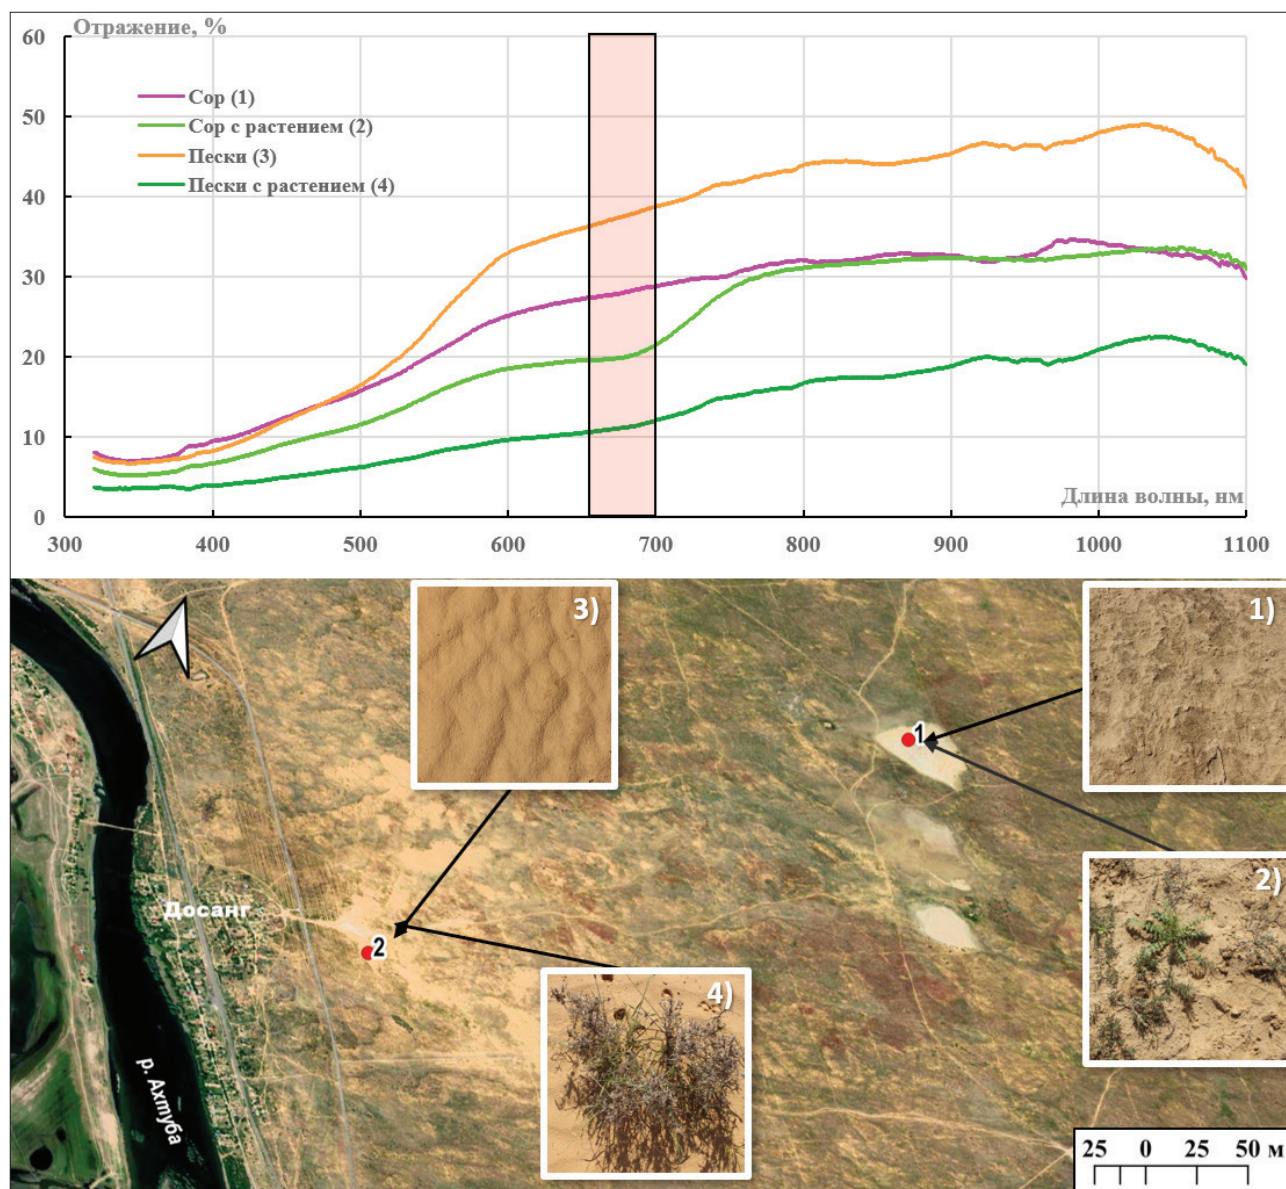 Отражение, %
60
50
40
30
20
10
0
Сор (1)
Сор с растением (2)
Пески (3)
Пески с растением (4)
Длина волны, нм
300 400 500 600 700 800 900 1000 1100
3)
1)
1
2)
Досанг
2
4)
р. Ахтуба
25 0 25 50 м